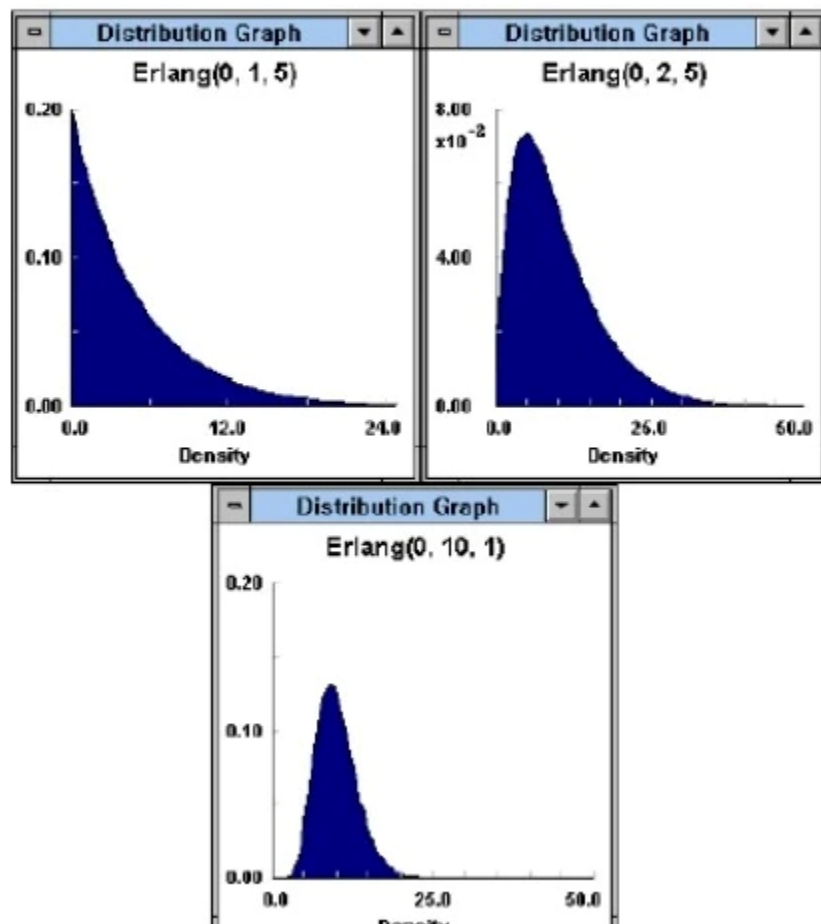 Distribution Graph
Erlang(0, 1, 5)
0.20
0.10
0.00
0.0 12.0 24.0
Density
Distribution Graph
Erlang(0, 2, 5)
8.00
x10-2
4.00
0.00
0.0 25.0 50.0
Density
Distribution Graph
Erlang(0, 10, 1)
0.20
0.10
0.00
0.0 25.0 50.0
Density